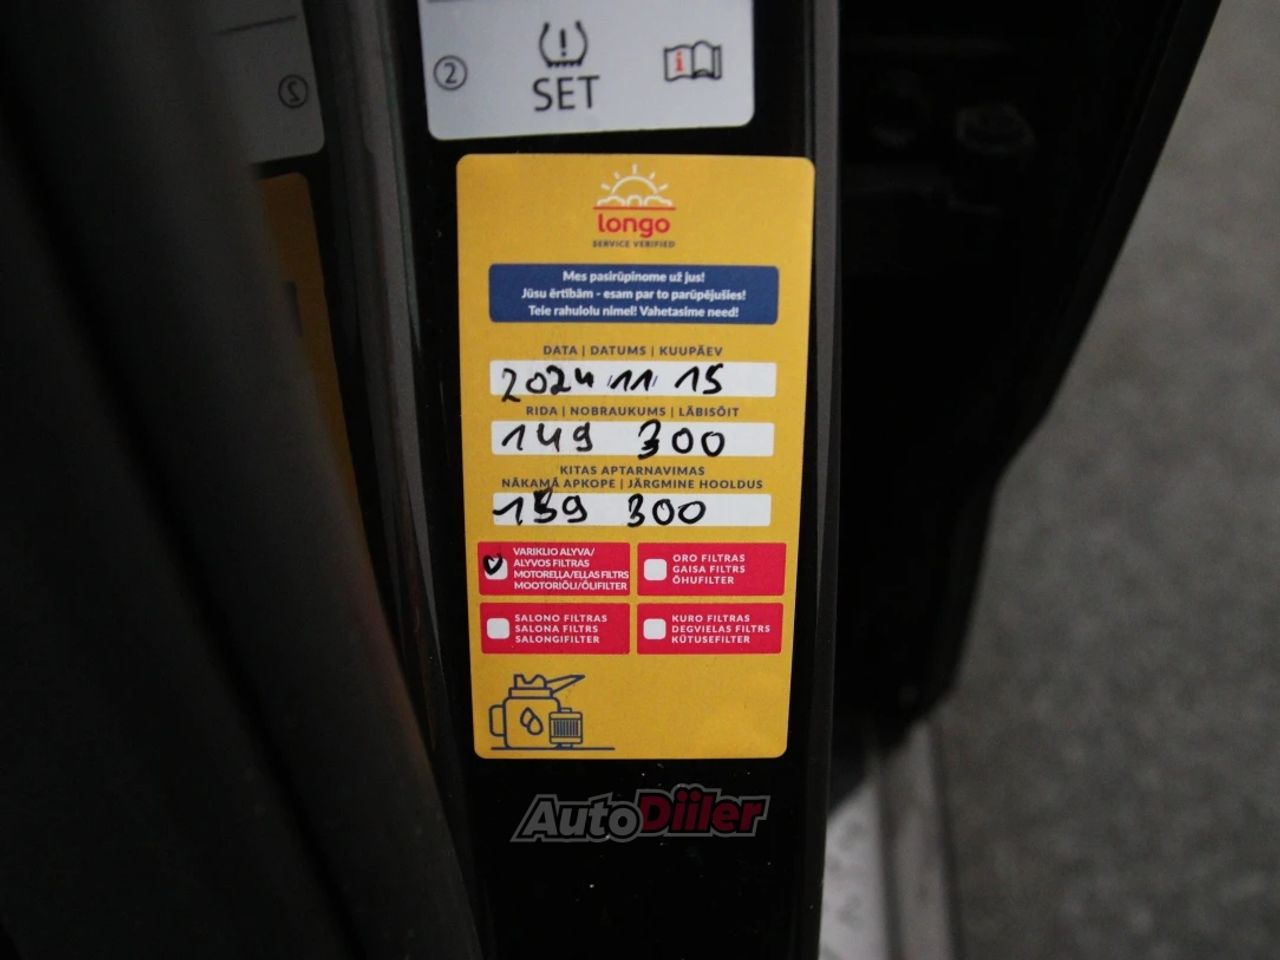 ② SET i
longo
SERVICE VERIFIED
Mes pasirūpinome už jus!
Jūsu ērtībām - esam par to parūpējušies!
Teie rahulolu nimel! Vahetasime need!
DATA | DATUMS | KUUPÄEV
2024 11 15
RIDA | NOBRAUKUMS | LÄBISÕIT
149 300
KITAS APTARNAVIMAS
NĀKAMĀ APKOPE | JÄRGMINE HOOLDUS
159 300
VARIKLIO ALYVA/
ALYVOS FILTRAS
MOTOREĻĻA/EĻĻAS FILTRS
MOOTORIÕLI/ÕLIFILTER
ORO FILTRAS
GAISA FILTRS
ÕHUFILTER
SALONO FILTRAS
SALONA FILTRS
SALONGIFILTER
KURO FILTRAS
DEGVIELAS FILTRS
KÜTUSEFILTER
AutoDiiler